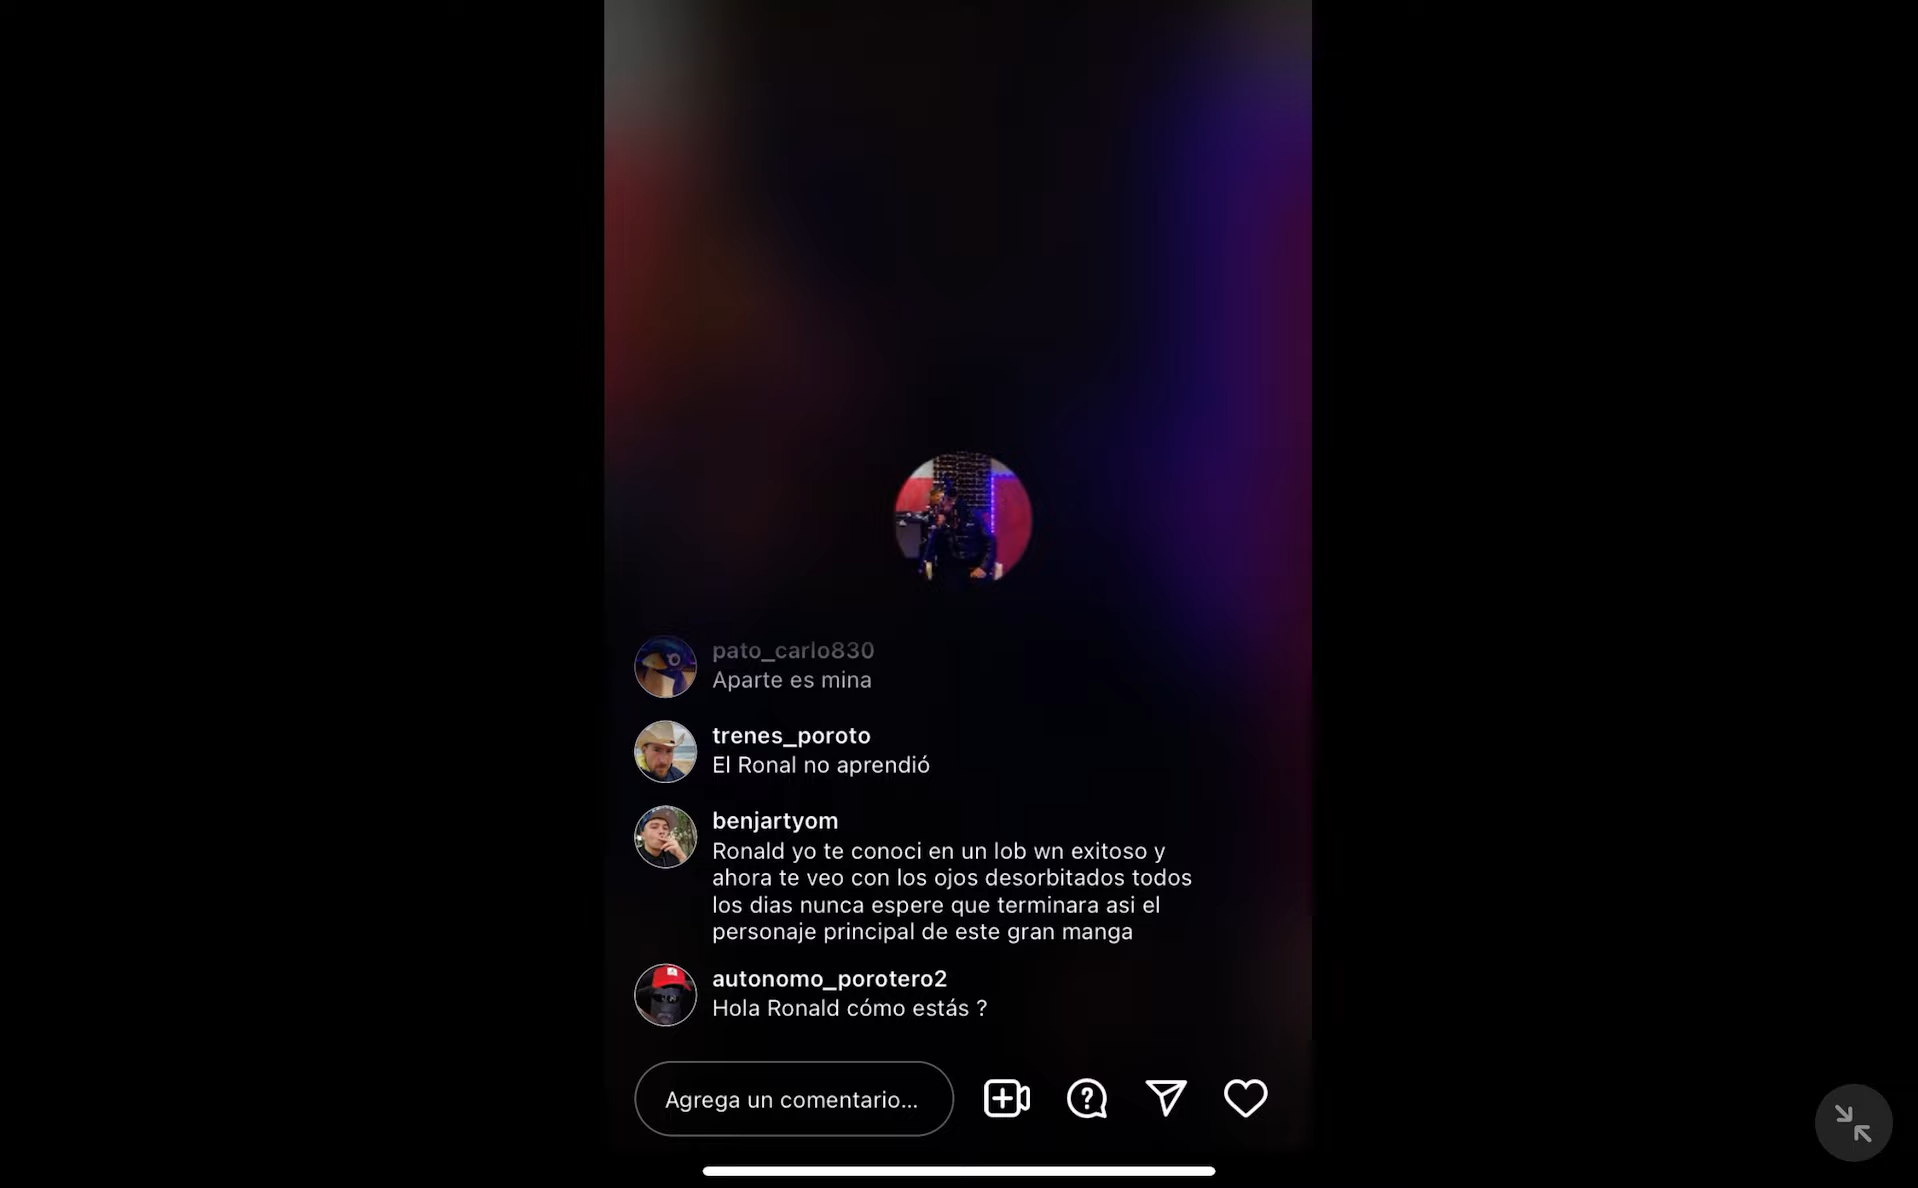 pato_carlo830
Aparte es mina
trenes_poroto
El Ronal no aprendió
benjartyom
Ronald yo te conoci en un lob wn exitoso y
ahora te veo con los ojos desorbitados todos
los dias nunca espere que terminara asi el
personaje principal de este gran manga
autonomo_porotero2
Hola Ronald cómo estás ?
Agrega un comentario...